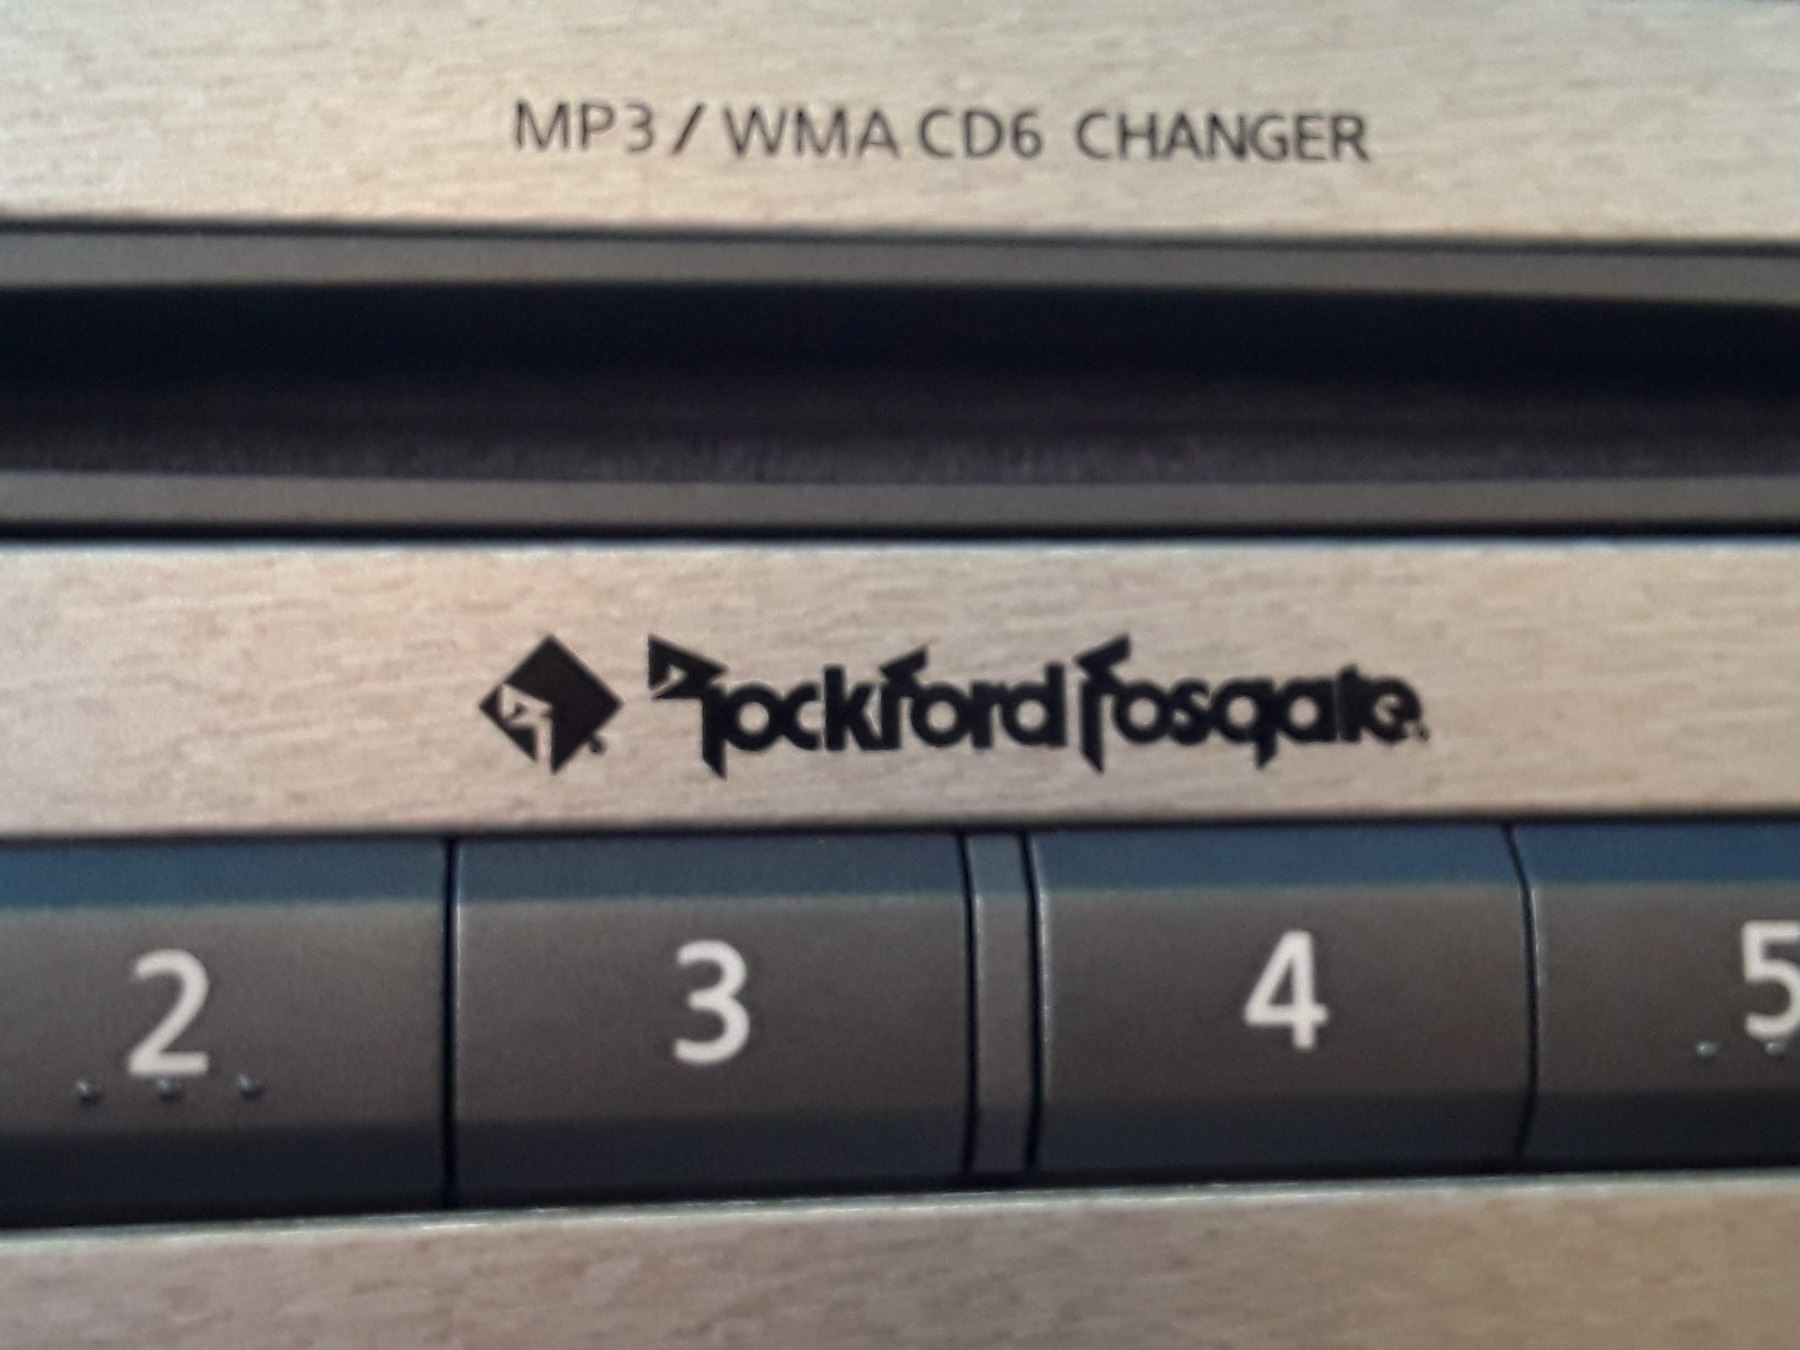 MP3 / WMA CD6 CHANGER
Rockford Fosgate
2 3 4 5